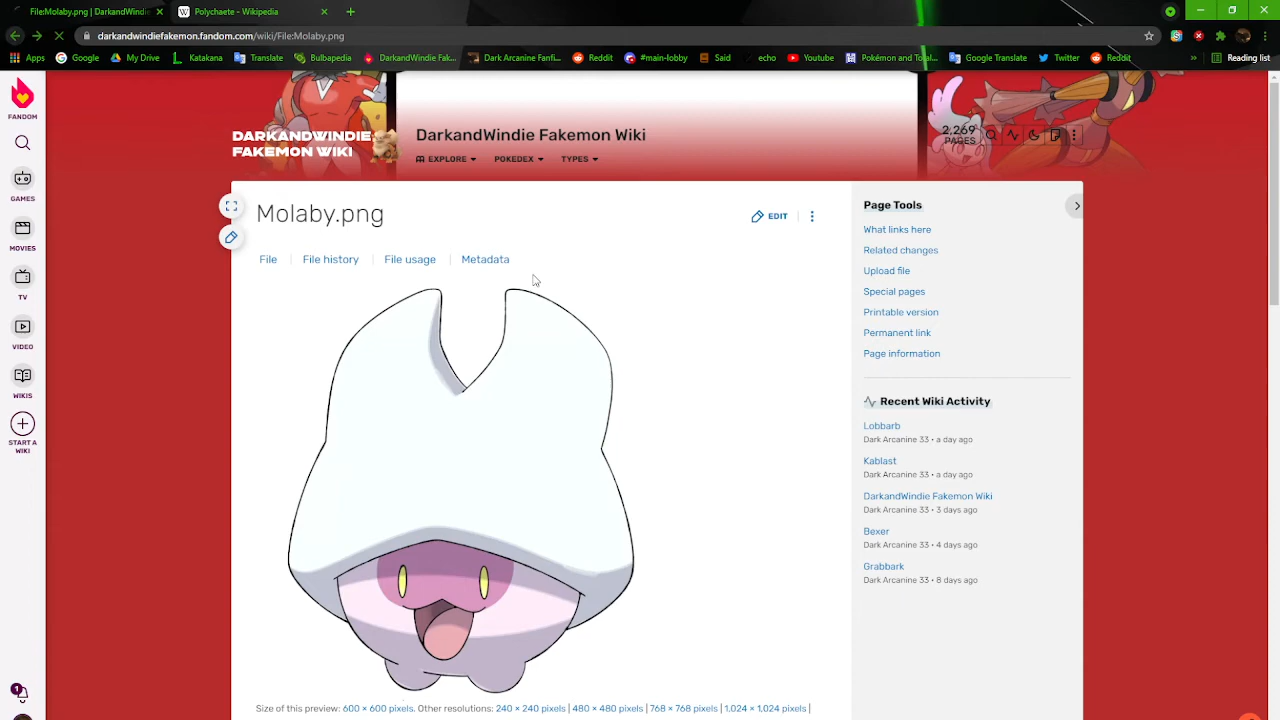 File:Molaby.png | DarkandWindie
Polychaete - Wikipedia
darkandwindiefakemon.fandom.com/wiki/File:Molaby.png
Apps
Google
My Drive
Katakana
Translate
Bulbapedia
DarkandWindie Fak...
Dark Arcanine Fanfi...
Reddit
#main-lobby
Said
echo
Youtube
Pokémon and Total...
Google Translate
Twitter
Reddit
»
Reading list
FANDOM
GAMES
MOVIES
TV
VIDEO
WIKIS
START A
WIKI
1
DARKANDWINDIE
FAKEMON WIKI
DarkandWindie Fakemon Wiki
EXPLORE
POKEDEX
TYPES
2,269
PAGES
Molaby.png
EDIT
File
File history
File usage
Metadata
Size of this preview: 600 × 600 pixels. Other resolutions: 240 × 240 pixels | 480 × 480 pixels | 768 × 768 pixels | 1,024 × 1,024 pixels |
Page Tools
What links here
Related changes
Upload file
Special pages
Printable version
Permanent link
Page information
Recent Wiki Activity
Lobbarb
Dark Arcanine 33 • a day ago
Kablast
Dark Arcanine 33 • a day ago
DarkandWindie Fakemon Wiki
Dark Arcanine 33 • 3 days ago
Bexer
Dark Arcanine 33 • 4 days ago
Grabbark
Dark Arcanine 33 • 8 days ago